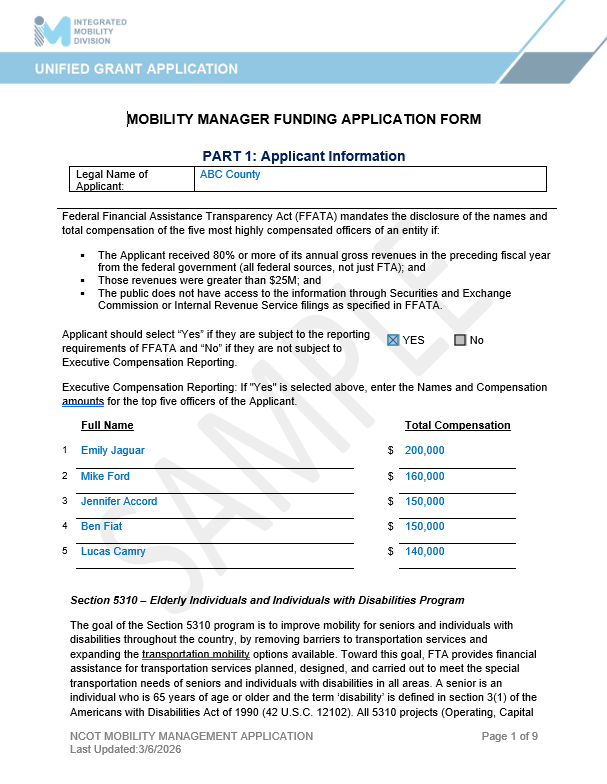 INTEGRATED
MOBILITY
DIVISION
UNIFIED GRANT APPLICATION
MOBILITY MANAGER FUNDING APPLICATION FORM
PART 1: Applicant Information
Legal Name of
Applicant:
ABC County
Federal Financial Assistance Transparency Act (FFATA) mandates the disclosure of the names and
total compensation of the five most highly compensated officers of an entity if:
▪ The Applicant received 80% or more of its annual gross revenues in the preceding fiscal year
from the federal government (all federal sources, not just FTA); and
▪ Those revenues were greater than $25M; and
▪ The public does not have access to the information through Securities and Exchange
Commission or Internal Revenue Service filings as specified in FFATA.
Applicant should select “Yes” if they are subject to the reporting
requirements of FFATA and “No” if they are not subject to
Executive Compensation Reporting.
☒ YES ☐ No
Executive Compensation Reporting: If "Yes" is selected above, enter the Names and Compensation
amounts for the top five officers of the Applicant.
Full Name Total Compensation
1 Emily Jaguar $ 200,000
2 Mike Ford $ 160,000
3 Jennifer Accord $ 150,000
4 Ben Fiat $ 150,000
5 Lucas Camry $ 140,000
Section 5310 – Elderly Individuals and Individuals with Disabilities Program
The goal of the Section 5310 program is to improve mobility for seniors and individuals with
disabilities throughout the country, by removing barriers to transportation services and
expanding the transportation mobility options available. Toward this goal, FTA provides financial
assistance for transportation services planned, designed, and carried out to meet the special
transportation needs of seniors and individuals with disabilities in all areas. A senior is an
individual who is 65 years of age or older and the term ‘disability’ is defined in section 3(1) of the
Americans with Disabilities Act of 1990 (42 U.S.C. 12102). All 5310 projects (Operating, Capital
NCOT MOBILITY MANAGEMENT APPLICATION Page 1 of 9
Last Updated:3/6/2026
SAMPLE